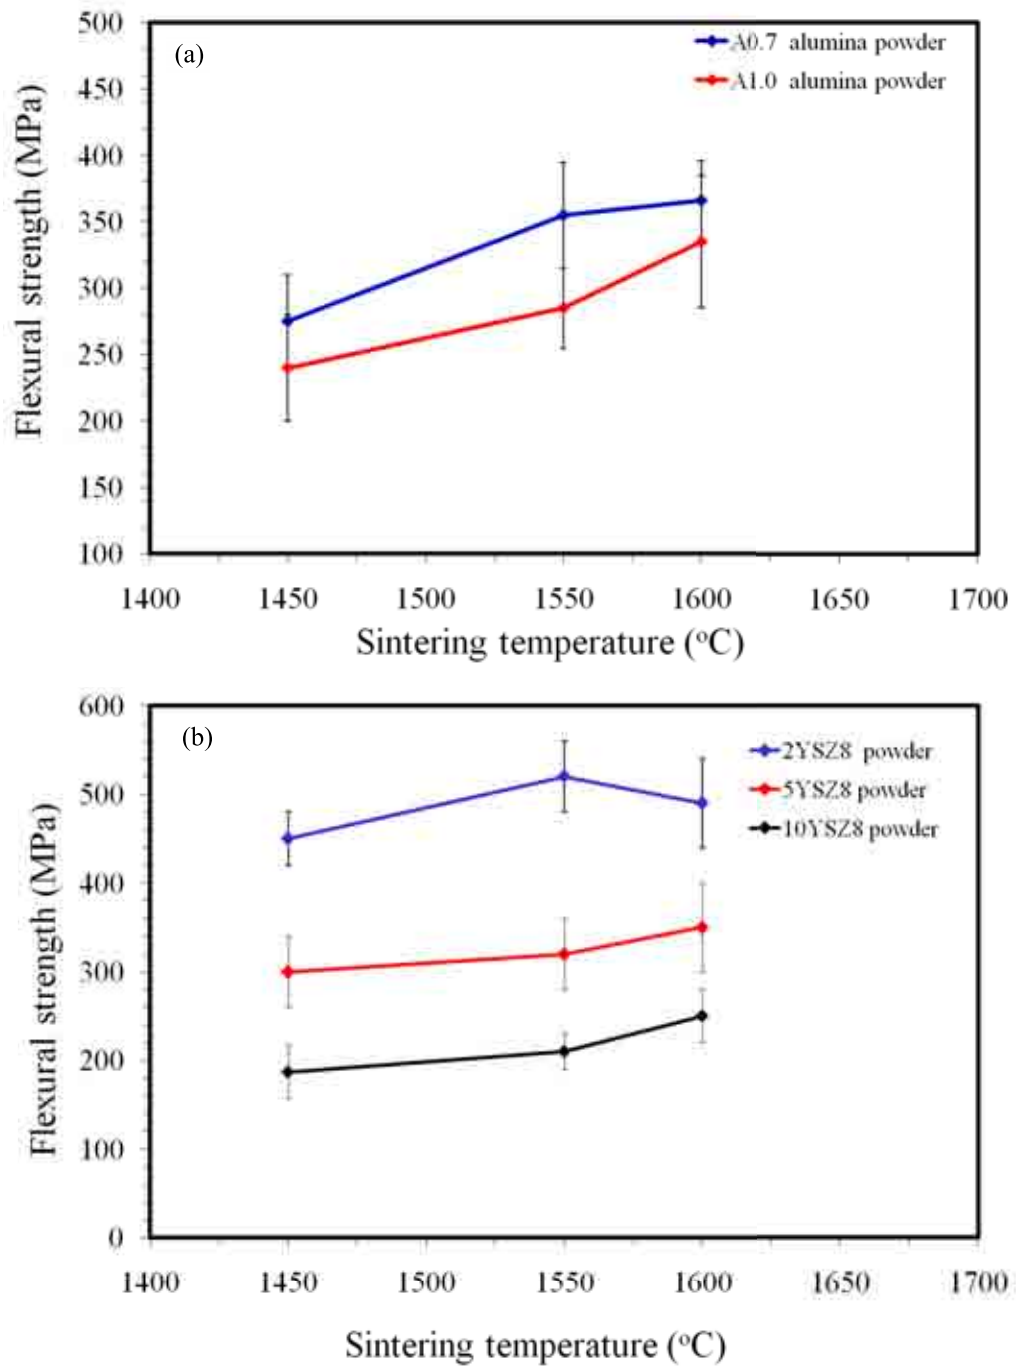 500
(a)
A0.7 alumina powder
A1.0 alumina powder
450
400
350
300
250
200
150
100
Flexural strength (MPa)
1400 1450 1500 1550 1600 1650 1700
Sintering temperature (°C)
600
(b)
2YSZ8 powder
5YSZ8 powder
10YSZ8 powder
500
400
300
200
100
0
Flexural strength (MPa)
1400 1450 1500 1550 1600 1650 1700
Sintering temperature (°C)